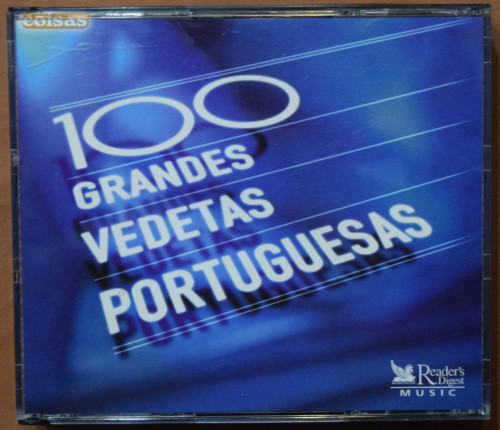 coisas
100
GRANDES
VEDETAS
PORTUGUESAS
Reader's
Digest
MUSIC